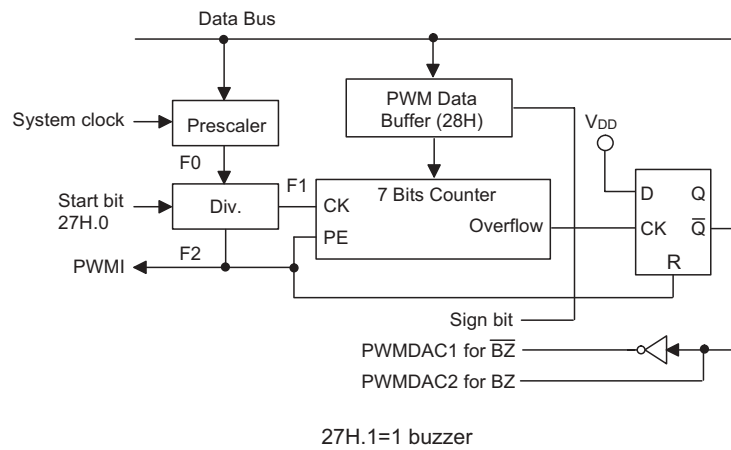 Data Bus
System clock
Prescaler
PWM Data
Buffer (28H)
VDD
F0
Start bit
27H.0
Div.
F1
7 Bits Counter
CK
PE
Overflow
D
Q
CK
Q̅
R
F2
PWMI
Sign bit
PWMDAC1 for B̅Z̅
PWMDAC2 for BZ
27H.1=1 buzzer